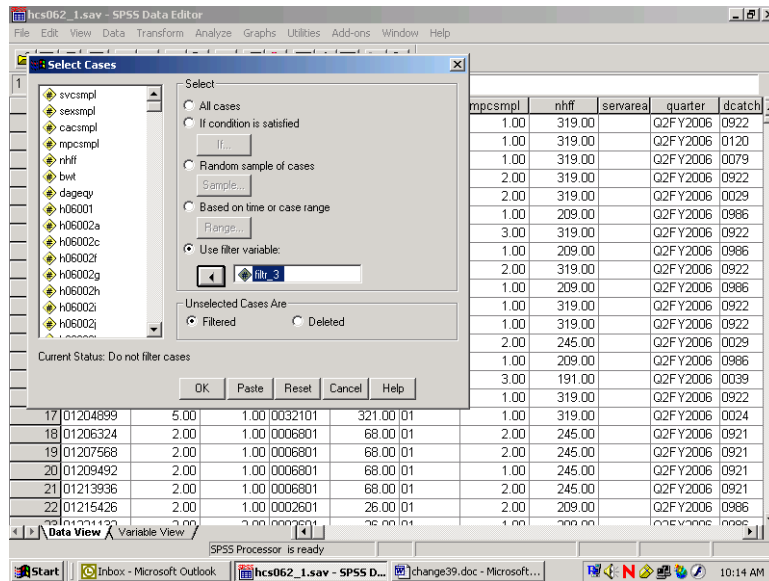 hcs062_1.sav - SPSS Data Editor
File Edit View Data Transform Analyze Graphs Utilities Add-ons Window Help
Select Cases
1
svcsmpl
sexsmpl
cacsmpl
mpcsmpl
nhff
bwt
dageqy
h06001
h06002a
h06002c
h06002f
h06002g
h06002h
h06002i
h06002j
Select
All cases
If condition is satisfied
If...
Random sample of cases
Sample...
Based on time or case range
Range...
Use filter variable:
filtr_3
Unselected Cases Are
Filtered Deleted
Current Status: Do not filter cases
OK Paste Reset Cancel Help
mpcsmpl nhff servarea quarter dcatch
1.00 319.00 Q2FY2006 0922
1.00 319.00 Q2FY2006 0120
1.00 319.00 Q2FY2006 0079
2.00 319.00 Q2FY2006 0922
2.00 319.00 Q2FY2006 0029
1.00 209.00 Q2FY2006 0986
3.00 319.00 Q2FY2006 0922
1.00 209.00 Q2FY2006 0986
2.00 319.00 Q2FY2006 0922
1.00 209.00 Q2FY2006 0986
1.00 319.00 Q2FY2006 0922
1.00 319.00 Q2FY2006 0922
2.00 245.00 Q2FY2006 0029
1.00 209.00 Q2FY2006 0986
3.00 191.00 Q2FY2006 0039
1.00 319.00 Q2FY2006 0922
17 01204899 5.00 1.00 0032101 321.00 01 1.00 319.00 Q2FY2006 0024
18 01206324 2.00 1.00 0006801 68.00 01 2.00 245.00 Q2FY2006 0921
19 01207568 2.00 1.00 0006801 68.00 01 2.00 245.00 Q2FY2006 0921
20 01209492 2.00 1.00 0006801 68.00 01 1.00 245.00 Q2FY2006 0921
21 01213936 2.00 1.00 0006801 68.00 01 2.00 245.00 Q2FY2006 0921
22 01215426 2.00 1.00 0002601 26.00 01 2.00 209.00 Q2FY2006 0986
Data View Variable View
SPSS Processor is ready
Start Inbox - Microsoft Outlook hcs062_1.sav - SPSS D... change39.doc - Microsoft... 10:14 AM